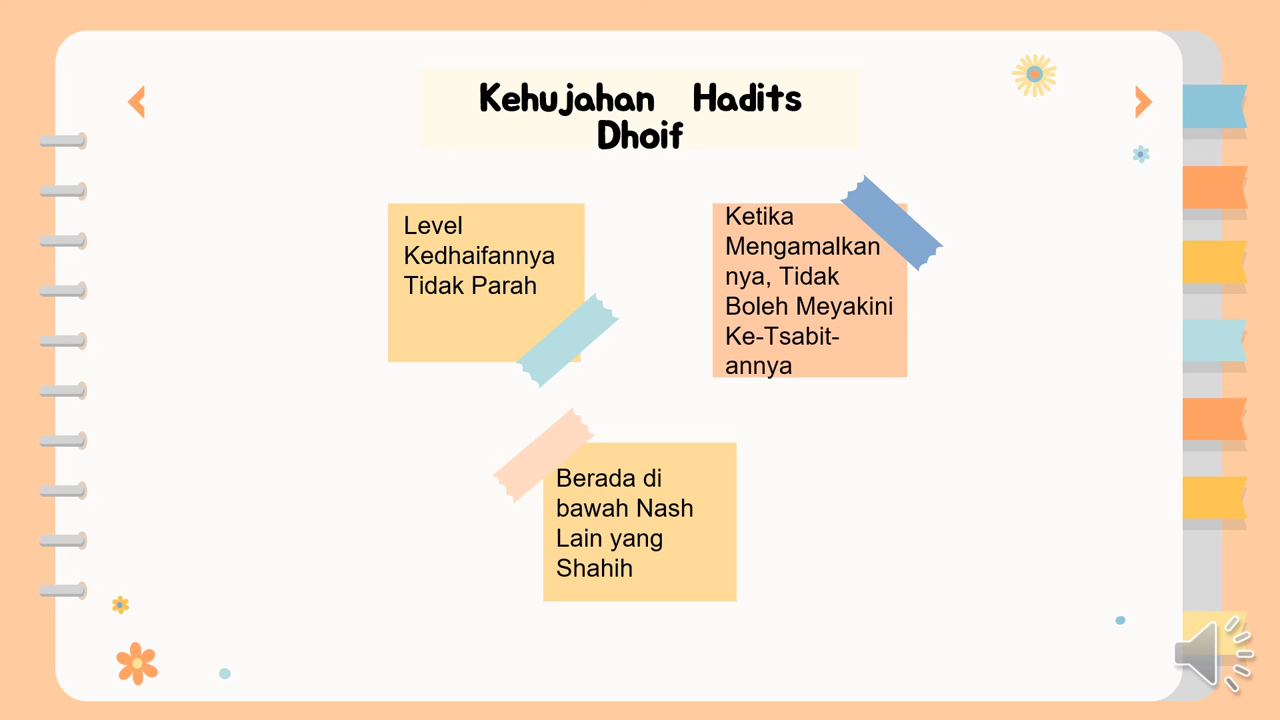 Kehujahan Hadits
Dhoif
Level
Kedhaifannya
Tidak Parah
Ketika
Mengamalkan
nya, Tidak
Boleh Meyakini
Ke-Tsabit-
annya
Berada di
bawah Nash
Lain yang
Shahih